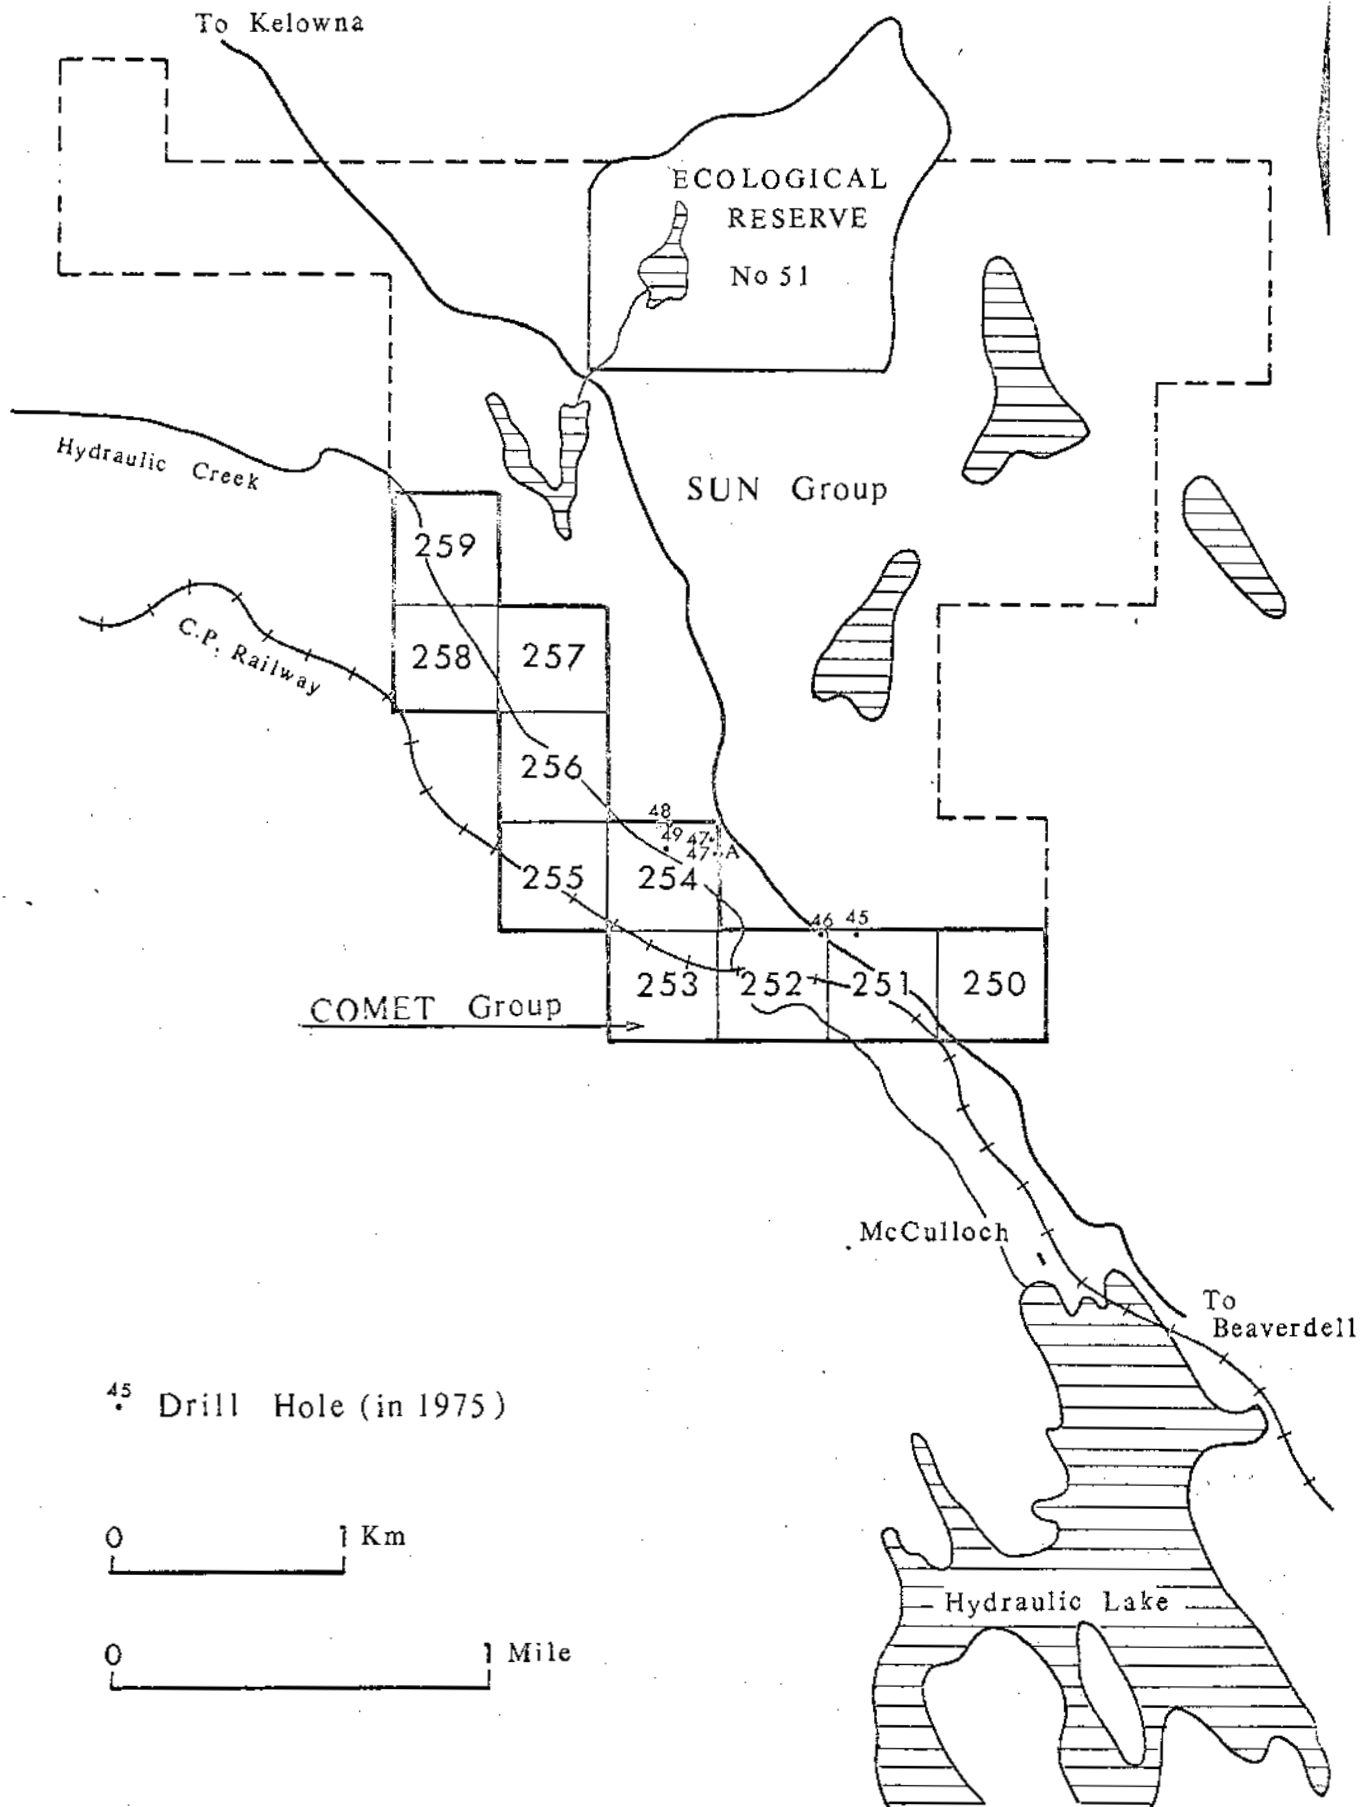 To Kelowna
ECOLOGICAL
RESERVE
No 51
Hydraulic Creek
SUN Group
259
C.P. Railway
258
257
256
48
49
47
47 A
255
254
46
45
253
252
251
250
COMET Group
McCulloch
To
Beaverdell
45
Drill Hole (in 1975)
0
1 Km
Hydraulic Lake
0
1 Mile